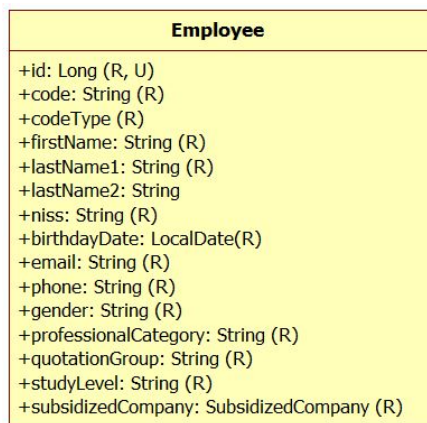 Employee
+id: Long (R, U)
+code: String (R)
+codeType (R)
+firstName: String (R)
+lastName1: String (R)
+lastName2: String
+niss: String (R)
+birthdayDate: LocalDate(R)
+email: String (R)
+phone: String (R)
+gender: String (R)
+professionalCategory: String (R)
+quotationGroup: String (R)
+studyLevel: String (R)
+subsidizedCompany: SubsidizedCompany (R)